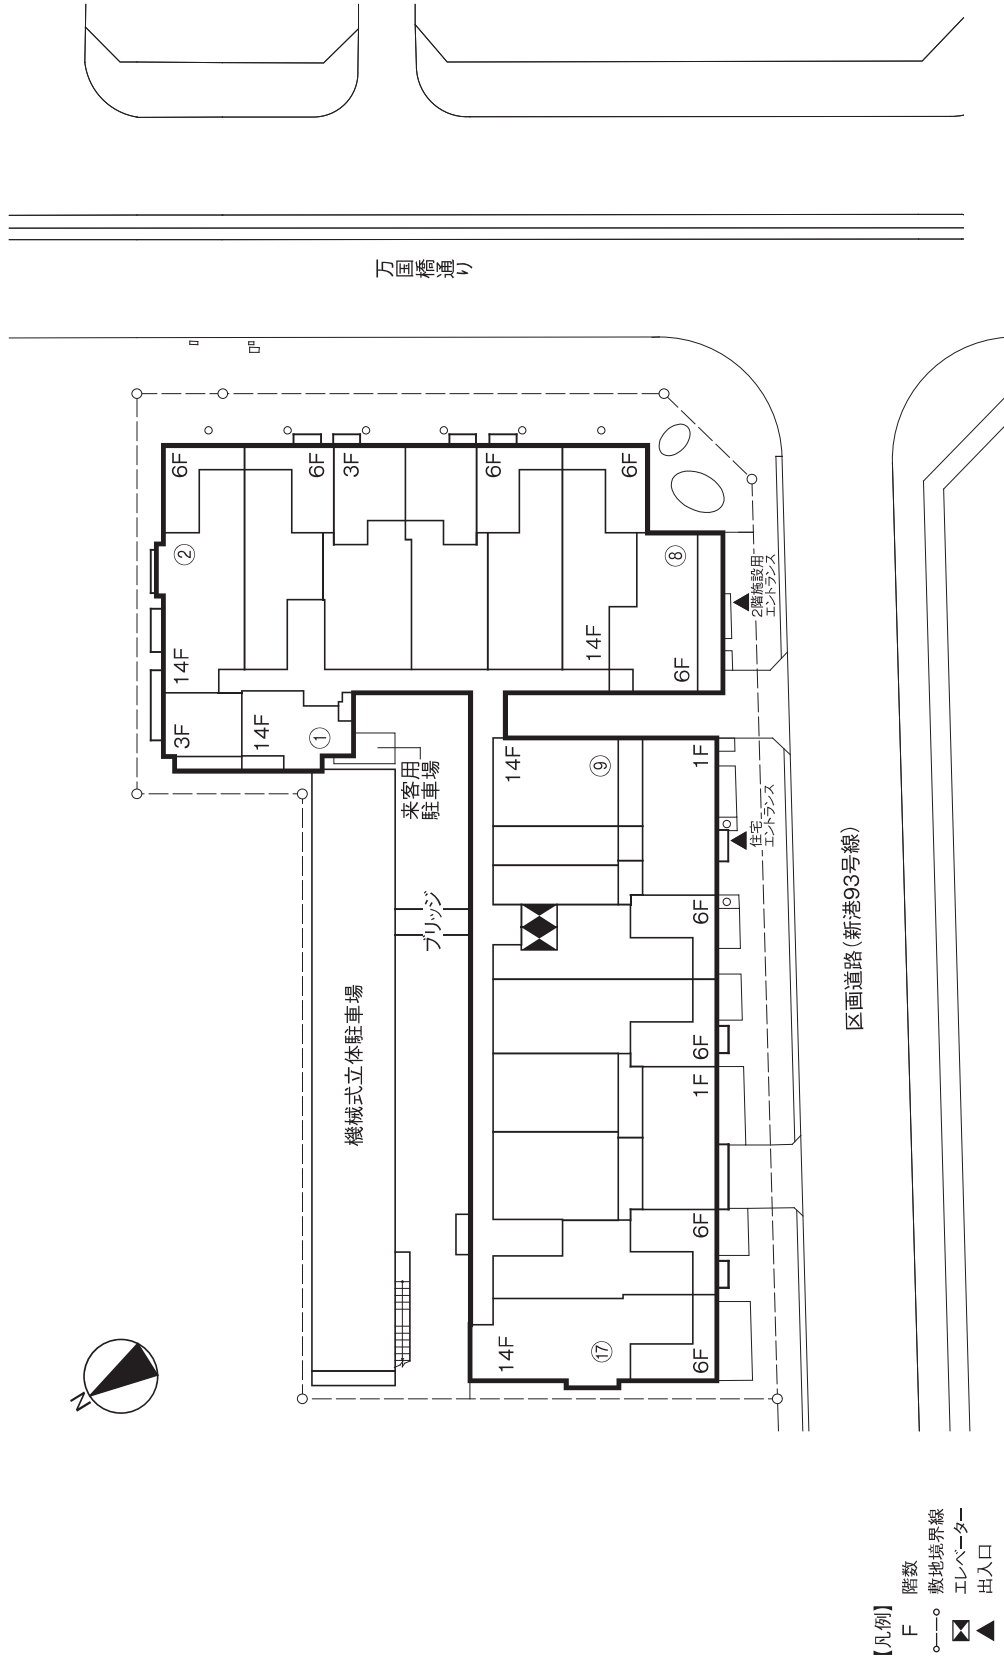 万国橋通り
6F
6F
3F
6F
6F
②
⑧
14F
14F
6F
3F
14F
①
2階施設用
エントランス
来客用
駐車場
14F
⑨
1F
住宅
エントランス
ブリッジ
6F
機械式立体駐車場
6F
1F
6F
14F
⑰
6F
区画道路(新港93号線)
N
【凡例】
F 階数
敷地境界線
エレベーター
出入口